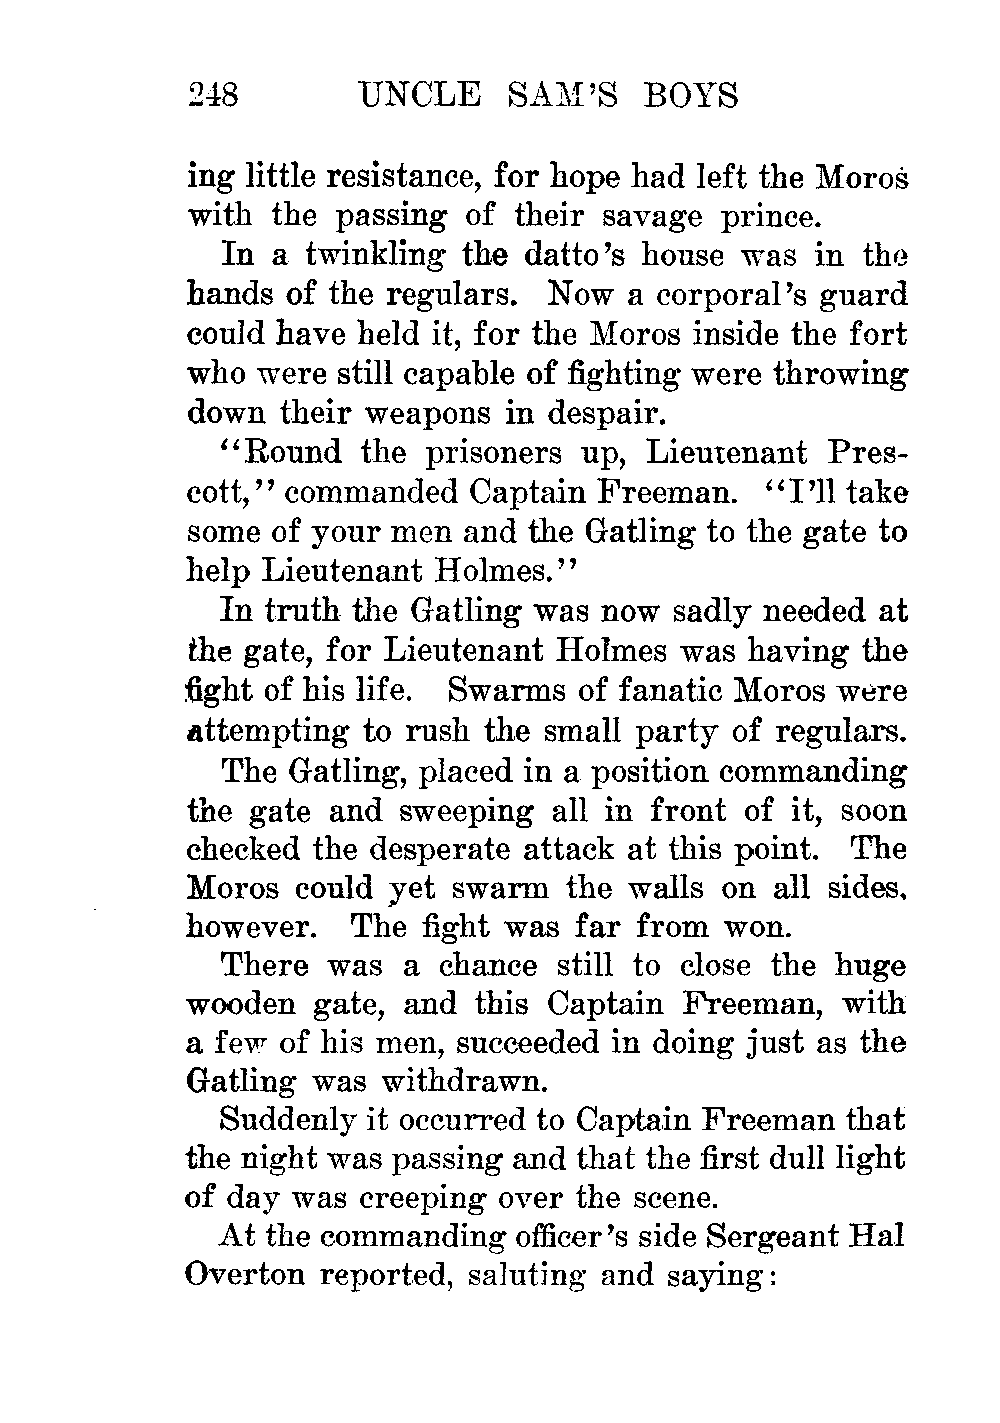 248 UNCLE SAM'S BOYS
ing little resistance, for hope had left the Moros
with the passing of their savage prince.
In a twinkling the datto's house was in the
hands of the regulars. Now a corporal's guard
could have held it, for the Moros inside the fort
who were still capable of fighting were throwing
down their weapons in despair.
"Round the prisoners up, Lieutenant Pres-
cott," commanded Captain Freeman. "I'll take
some of your men and the Gatling to the gate to
help Lieutenant Holmes."
In truth the Gatling was now sadly needed at
the gate, for Lieutenant Holmes was having the
fight of his life. Swarms of fanatic Moros were
attempting to rush the small party of regulars.
The Gatling, placed in a position commanding
the gate and sweeping all in front of it, soon
checked the desperate attack at this point. The
Moros could yet swarm the walls on all sides,
however. The fight was far from won.
There was a chance still to close the huge
wooden gate, and this Captain Freeman, with
a few of his men, succeeded in doing just as the
Gatling was withdrawn.
Suddenly it occurred to Captain Freeman that
the night was passing and that the first dull light
of day was creeping over the scene.
At the commanding officer's side Sergeant Hal
Overton reported, saluting and saying: